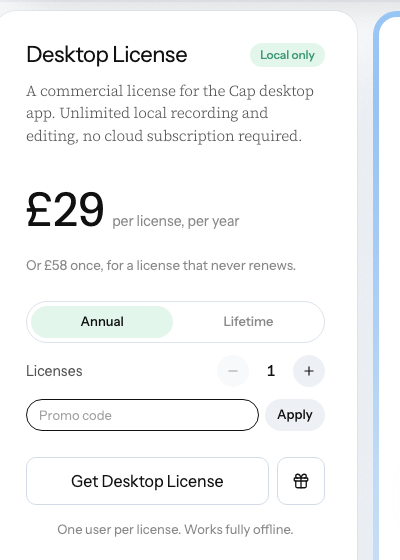 Desktop License
Local only
A commercial license for the Cap desktop
app. Unlimited local recording and
editing, no cloud subscription required.
£29 per license, per year
Or £58 once, for a license that never renews.
Annual
Lifetime
Licenses
− 1 +
Promo code
Apply
Get Desktop License
One user per license. Works fully offline.